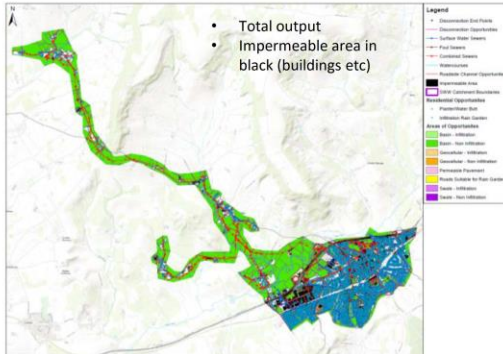 N
• Total output
• Impermeable area in
black (buildings etc)
Legend
Disconnection End Points
Disconnection Opportunities
Surface Water Sewers
Foul Sewers
Combined Sewers
Watercourses
Roadside Channel Opportunities
Impermeable Area
SWW Catchment Boundaries
Residential Opportunities
Planter/Water Butt
Infiltration Rain Garden
Areas of Opportunities
Basin - Infiltration
Basin - Non Infiltration
Geocellular - Infiltration
Geocellular - Non Infiltration
Permeable Pavement
Roads Suitable for Rain Garden
Swale - Infiltration
Swale - Non Infiltration